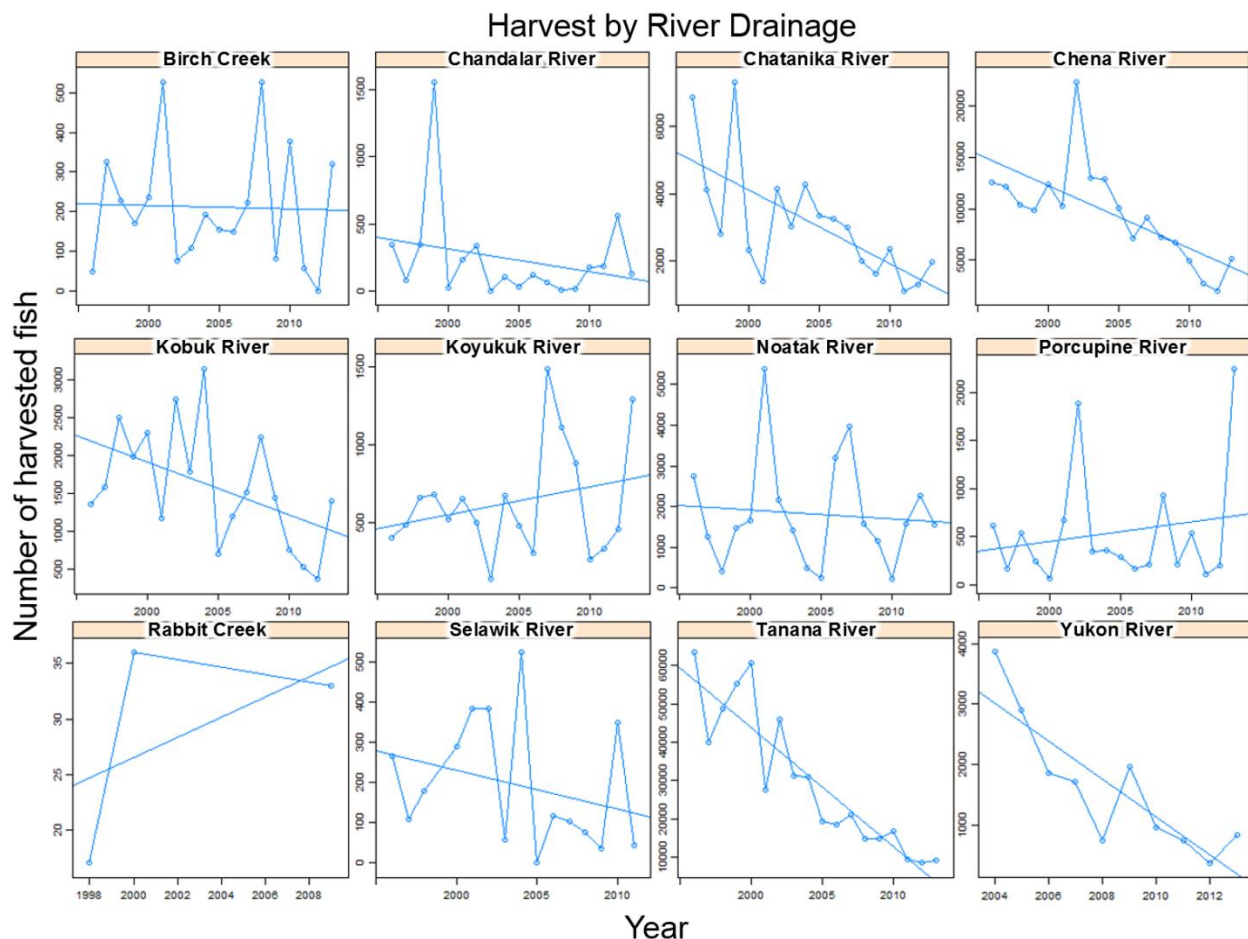 Harvest by River Drainage
Number of harvested fish
Birch Creek
0 100 200 300 400 500
2000 2005 2010
Chandalar River
0 500 1000 1500
2000 2005 2010
Chatanika River
2000 4000 6000
2000 2005 2010
Chena River
5000 10000 15000 20000
2000 2005 2010
Kobuk River
500 1000 1500 2000 2500 3000
2000 2005 2010
Koyukuk River
500 1000 1500
2000 2005 2010
Noatak River
0 1000 2000 3000 4000 5000
2000 2005 2010
Porcupine River
0 500 1000 1500 2000
2000 2005 2010
Rabbit Creek
20 25 30 35
1998 2000 2002 2004 2006 2008
Selawik River
0 100 200 300 400 500
2000 2005 2010
Tanana River
10000 20000 30000 40000 50000 60000
2000 2005 2010
Yukon River
1000 2000 3000 4000
2004 2006 2008 2010 2012
Year